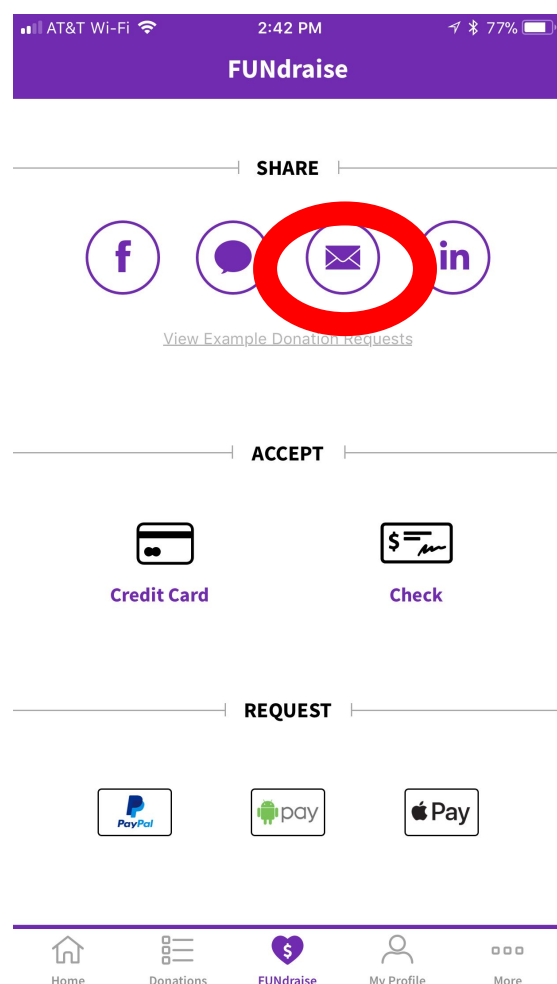 AT&T Wi-Fi 2:42 PM 77%
FUNdraise
SHARE
f in
View Example Donation Requests
ACCEPT
$
Credit Card Check
REQUEST
PayPal pay Pay
$
Home Donations FUNdraise My Profile More